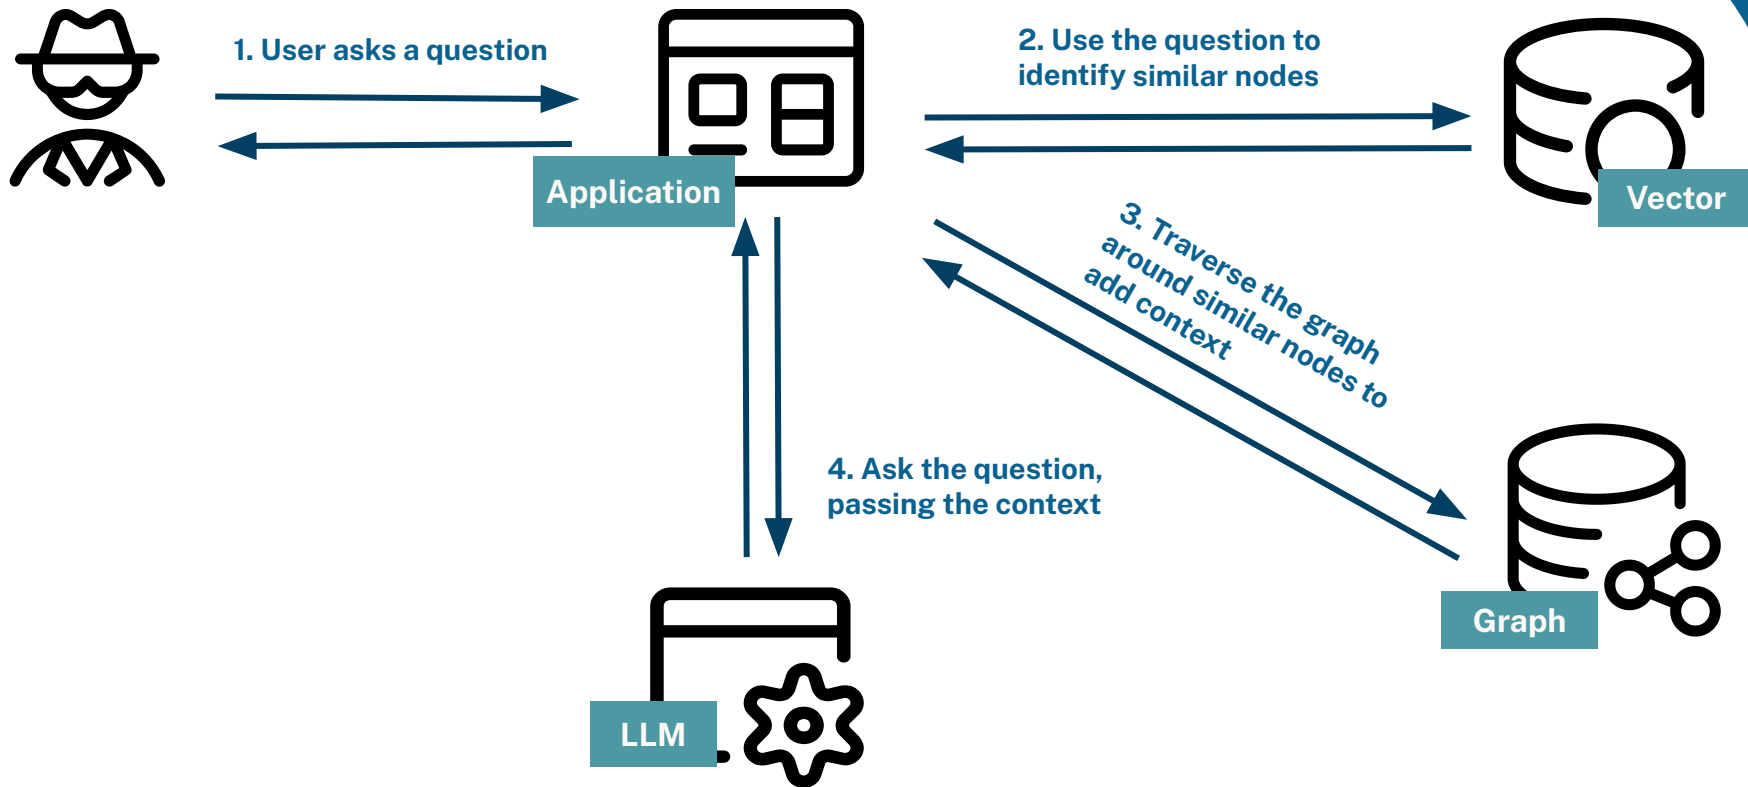 1. User asks a question
2. Use the question to
identify similar nodes
Application
Vector
3. Traverse the graph
around similar nodes to
add context
4. Ask the question,
passing the context
Graph
LLM